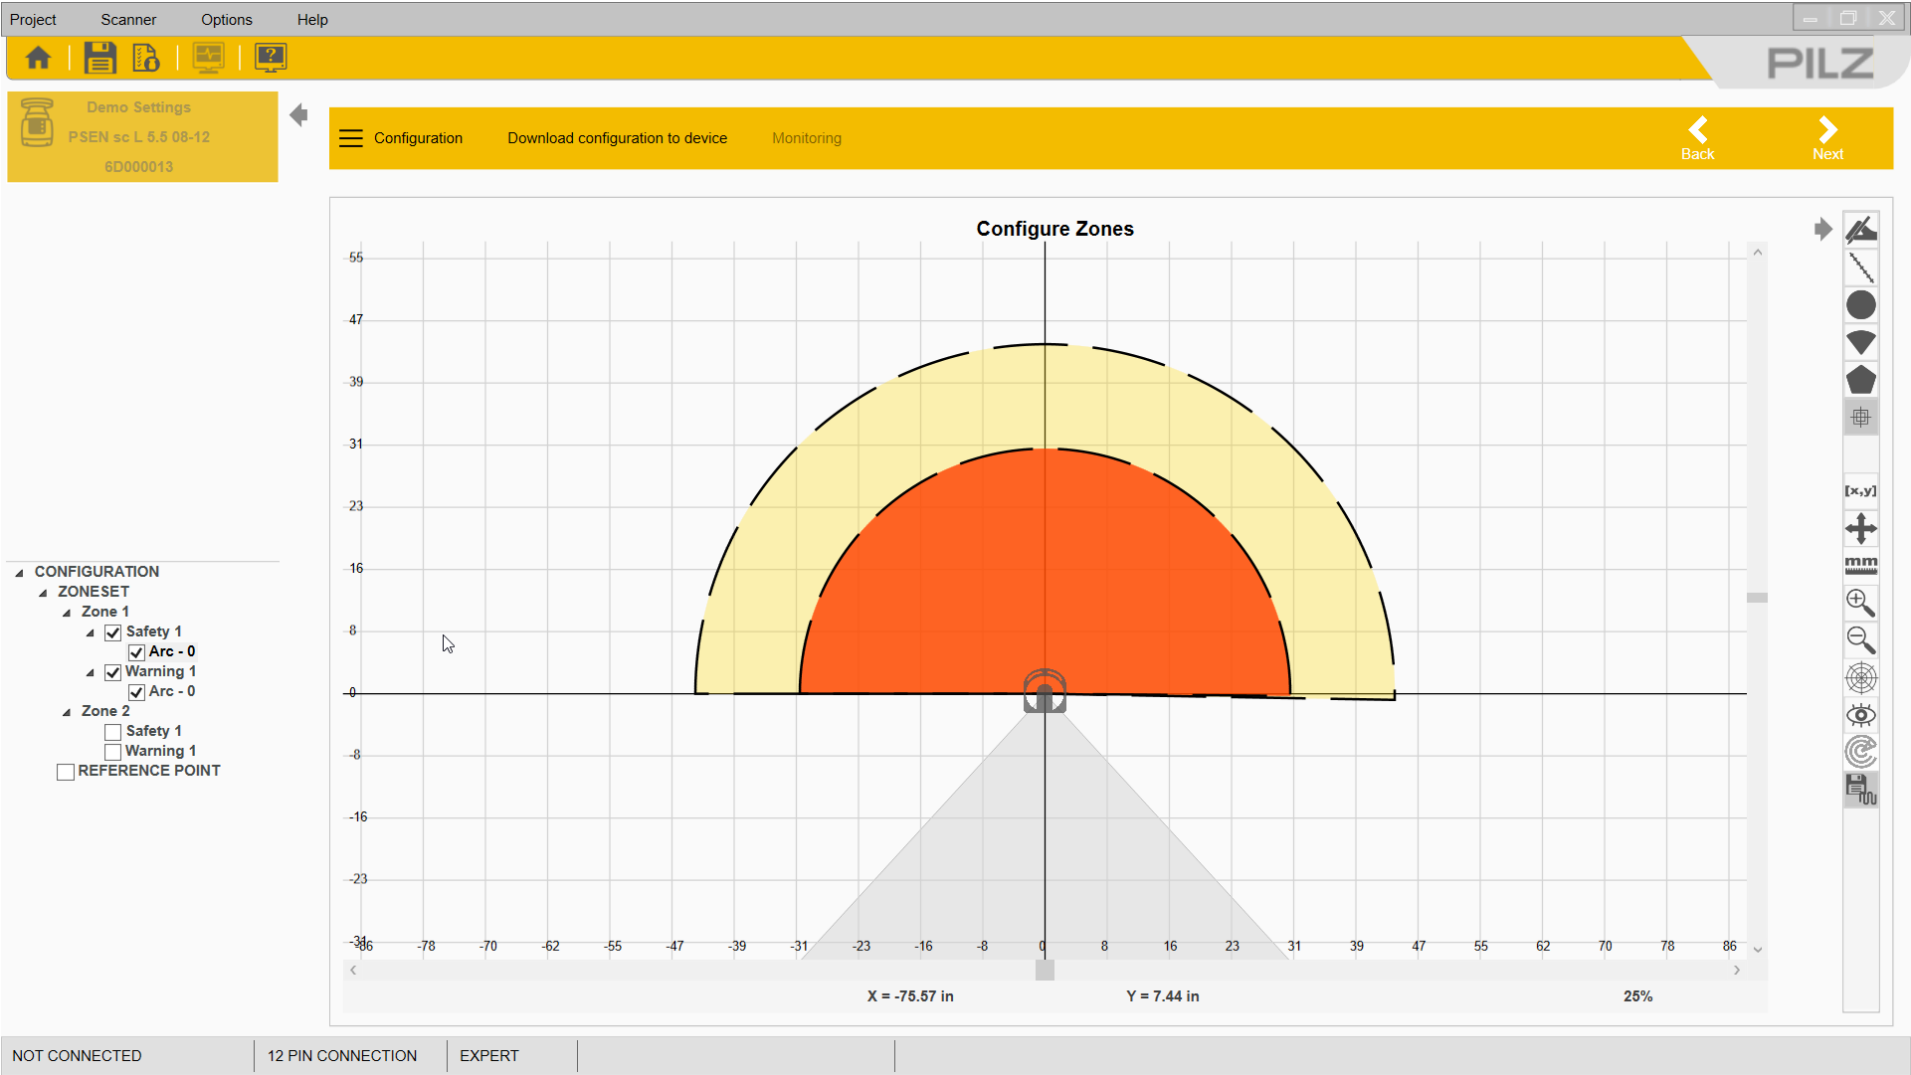 Project Scanner Options Help
PILZ
Demo Settings
PSEN sc L 5.5 08-12
6D000013
Configuration Download configuration to device Monitoring Back Next
Configure Zones
55
47
39
31
23
16
8
0
-8
-16
-23
-31
-86 -78 -70 -62 -55 -47 -39 -31 -23 -16 -8 0 8 16 23 31 39 47 55 62 70 78 86
X = -75.57 in Y = 7.44 in 25%
[x,y]
mm
CONFIGURATION
ZONESET
Zone 1
Safety 1
Arc - 0
Warning 1
Arc - 0
Zone 2
Safety 1
Warning 1
REFERENCE POINT
NOT CONNECTED 12 PIN CONNECTION EXPERT